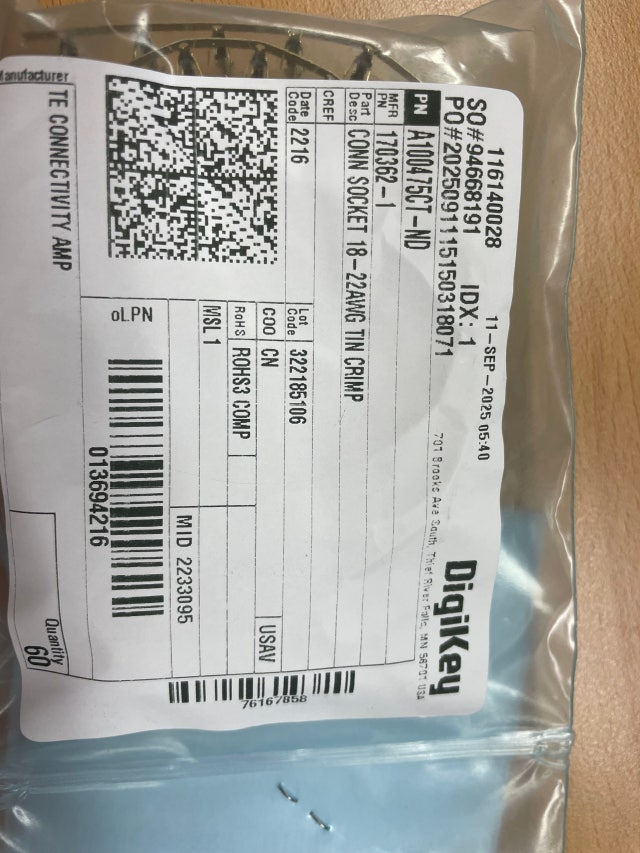 116140028
11-SEP-2025 05:40
SO#94668191 IDX: 1
PO#20250911151503180​71
DigiKey
701 Brooks Ave South, Thief River Falls, MN 56701 USA
PN A100475CT-ND
MFR PN 170362-1
Part Desc CONN SOCKET 18-22AWG TIN CRIMP
CREF
Date Code 2216
Lot Code 322185106
COO CN
USAV
RoHS ROHS3 COMP
MSL 1
MID 2233095
76167858
oLPN
013694216
Manufacturer
TE CONNECTIVITY AMP
Quantity
60